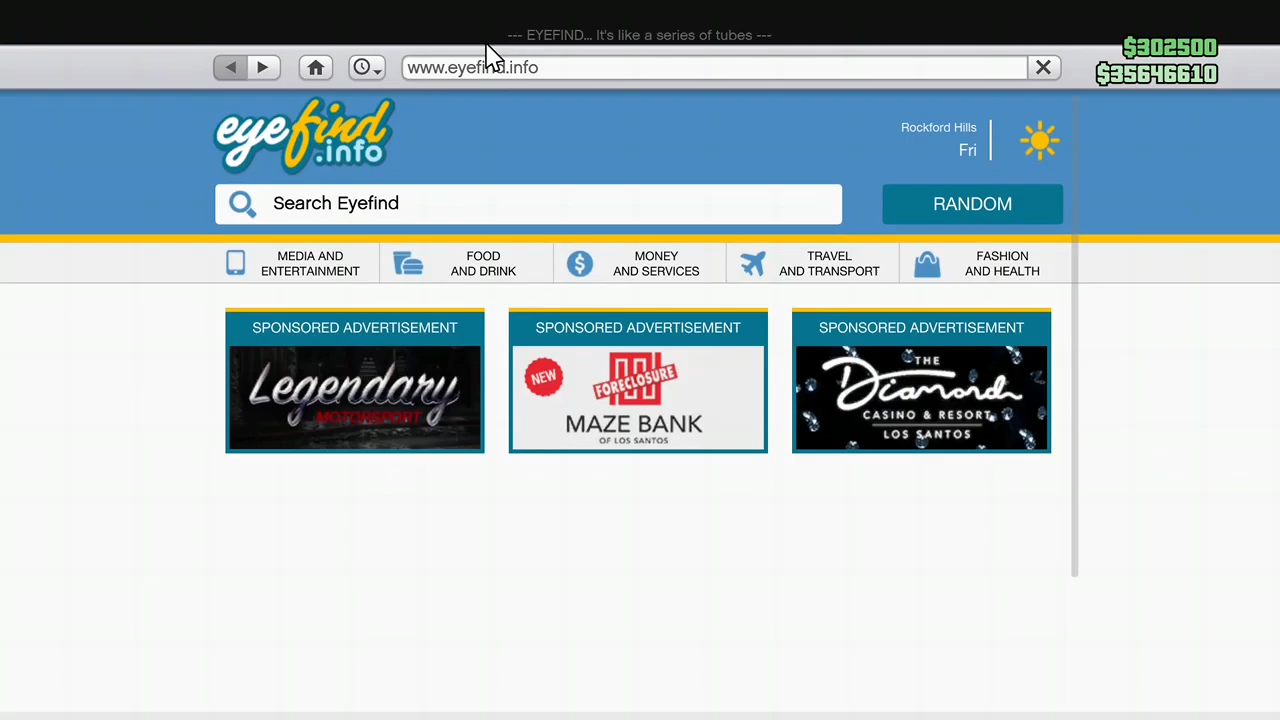 --- EYEFIND... It's like a series of tubes ---
www.eyefind.info
$302500
$35646610
eyefind
.info
Rockford Hills
Fri
Search Eyefind
RANDOM
MEDIA AND
ENTERTAINMENT
FOOD
AND DRINK
MONEY
AND SERVICES
TRAVEL
AND TRANSPORT
FASHION
AND HEALTH
SPONSORED ADVERTISEMENT
Legendary
MOTORSPORT
SPONSORED ADVERTISEMENT
NEW
FORECLOSURE
MAZE BANK
OF LOS SANTOS
SPONSORED ADVERTISEMENT
THE
Diamond
CASINO & RESORT
LOS SANTOS